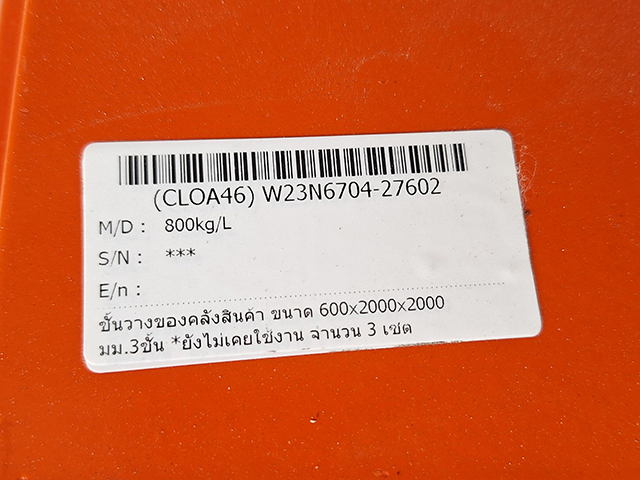 (CLOA46) W23N6704-27602
M/D : 800kg/L
S/N : ***
E/n :
ชั้นวางของคลังสินค้า ขนาด 600x2000x2000
มม.3ชั้น *ยังไม่เคยใช้งาน จำนวน 3 เซต